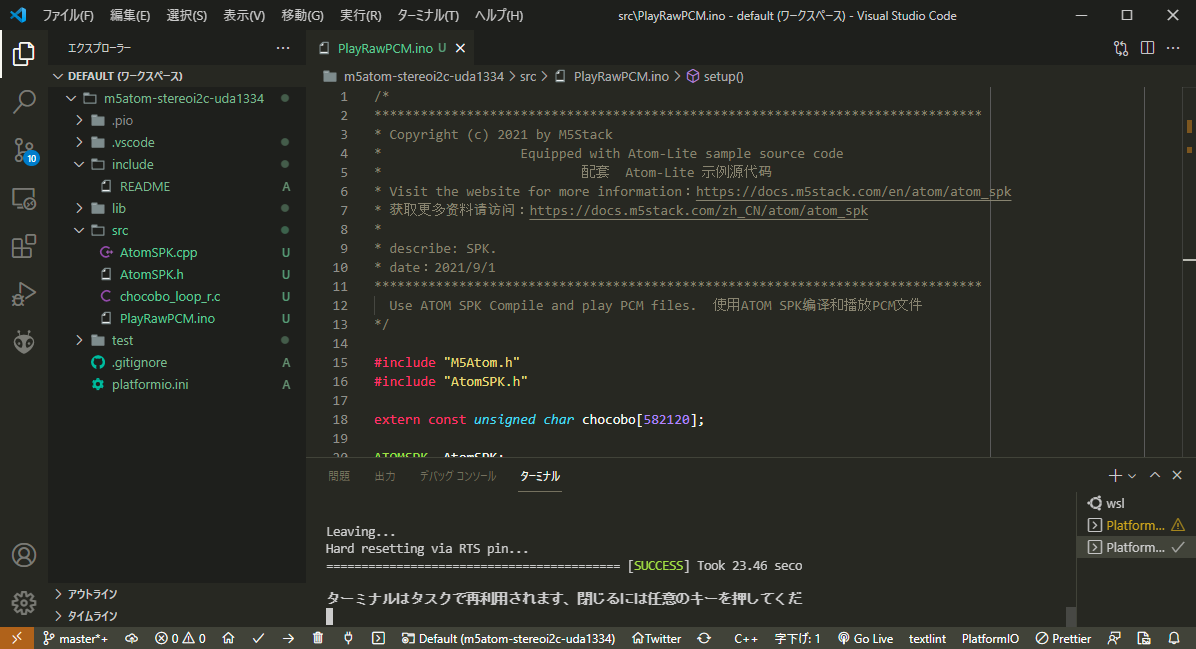 ファイル(F) 編集(E) 選択(S) 表示(V) 移動(G) 実行(R) ターミナル(T) ヘルプ(H) src\PlayRawPCM.ino - default (ワークスペース) - Visual Studio Code
エクスプローラー
DEFAULT (ワークスペース)
m5atom-stereoi2c-uda1334
.pio
.vscode
include
README A
lib
src
AtomSPK.cpp U
AtomSPK.h U
chocobo_loop_r.c U
PlayRawPCM.ino U
test
.gitignore A
platformio.ini A
アウトライン
タイムライン
10
PlayRawPCM.ino U
m5atom-stereoi2c-uda1334 > src > PlayRawPCM.ino > setup()
1 /*
2 *******************************************************************************
3 * Copyright (c) 2021 by M5Stack
4 * Equipped with Atom-Lite sample source code
5 * 配套 Atom-Lite 示例源代码
6 * Visit the website for more information：https://docs.m5stack.com/en/atom/atom_spk
7 * 获取更多资料请访问：https://docs.m5stack.com/zh_CN/atom/atom_spk
8 *
9 * describe: SPK.
10 * date：2021/9/1
11 *******************************************************************************
12 Use ATOM SPK Compile and play PCM files. 使用ATOM SPK编译和播放PCM文件
13 */
14
15 #include "M5Atom.h"
16 #include "AtomSPK.h"
17
18 extern const unsigned char chocobo[582120];
19
20 ATOMSPK AtomSPK;
問題 出力 デバッグ コンソール ターミナル
Leaving...
Hard resetting via RTS pin...
========================================== [SUCCESS] Took 23.46 seco
ターミナルはタスクで再利用されます、閉じるには任意のキーを押してくだ
wsl
Platform...
Platform...
master*+ 0 0 Default (m5atom-stereoi2c-uda1334) Twitter C++ 字下げ: 1 Go Live textlint PlatformIO Prettier